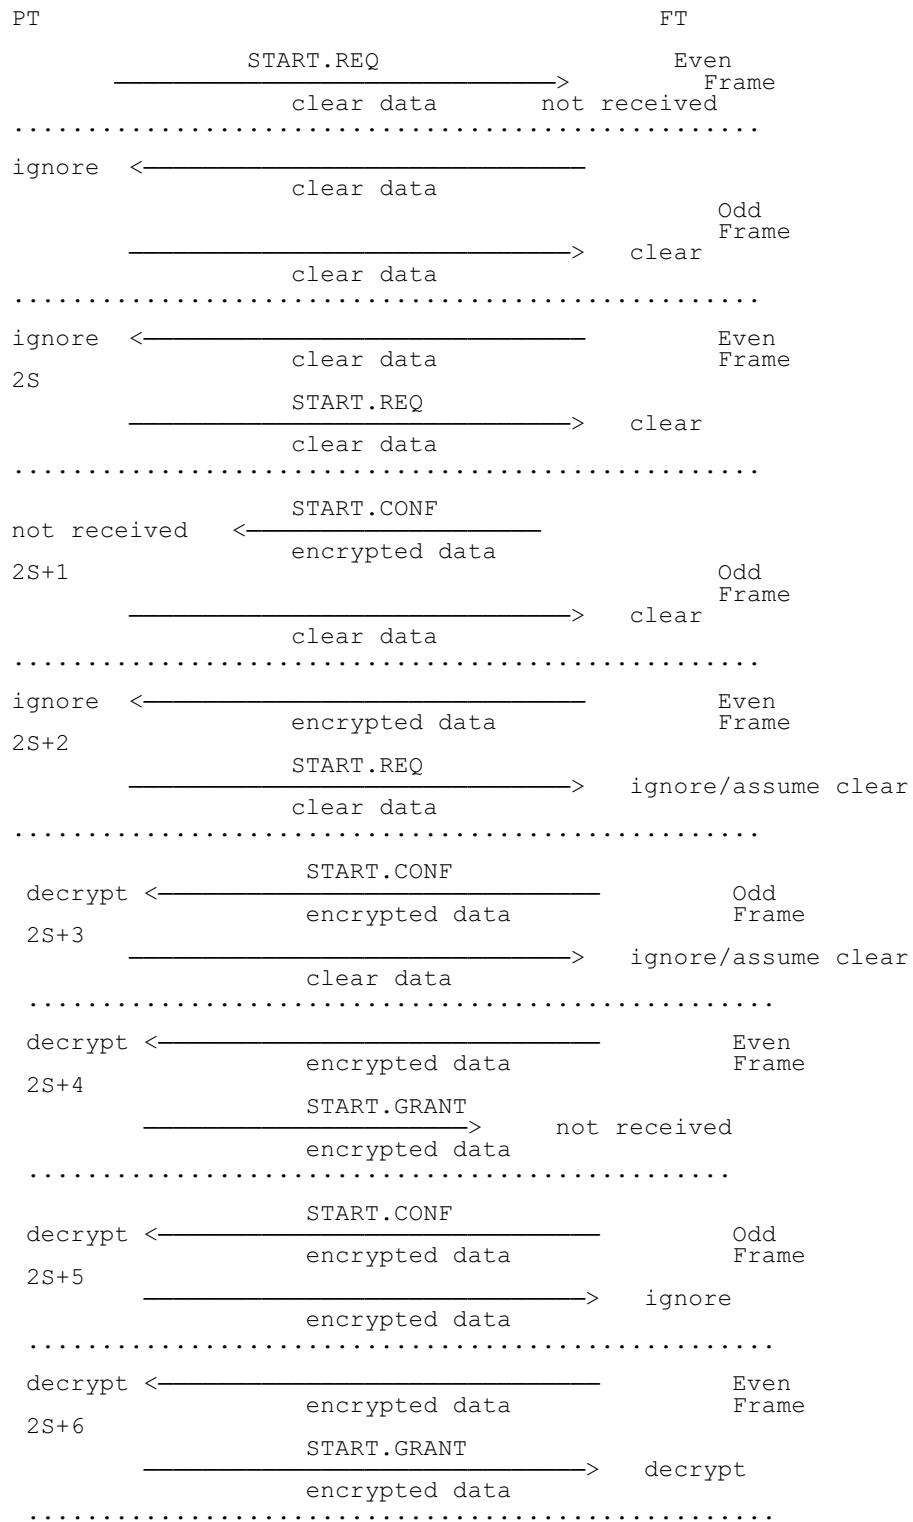 PT FT
START.REQ Even
Frame
clear data not received
ignore
clear data
Odd
Frame
clear
clear data
ignore Even
clear data Frame
2S
START.REQ
clear
clear data
START.CONF
not received
encrypted data
2S+1 Odd
Frame
clear
clear data
ignore Even
encrypted data Frame
2S+2
START.REQ
ignore/assume clear
clear data
START.CONF
decrypt Odd
encrypted data Frame
2S+3
ignore/assume clear
clear data
decrypt Even
encrypted data Frame
2S+4
START.GRANT
not received
encrypted data
START.CONF
decrypt Odd
encrypted data Frame
2S+5
ignore
encrypted data
decrypt Even
encrypted data Frame
2S+6
START.GRANT
decrypt
encrypted data